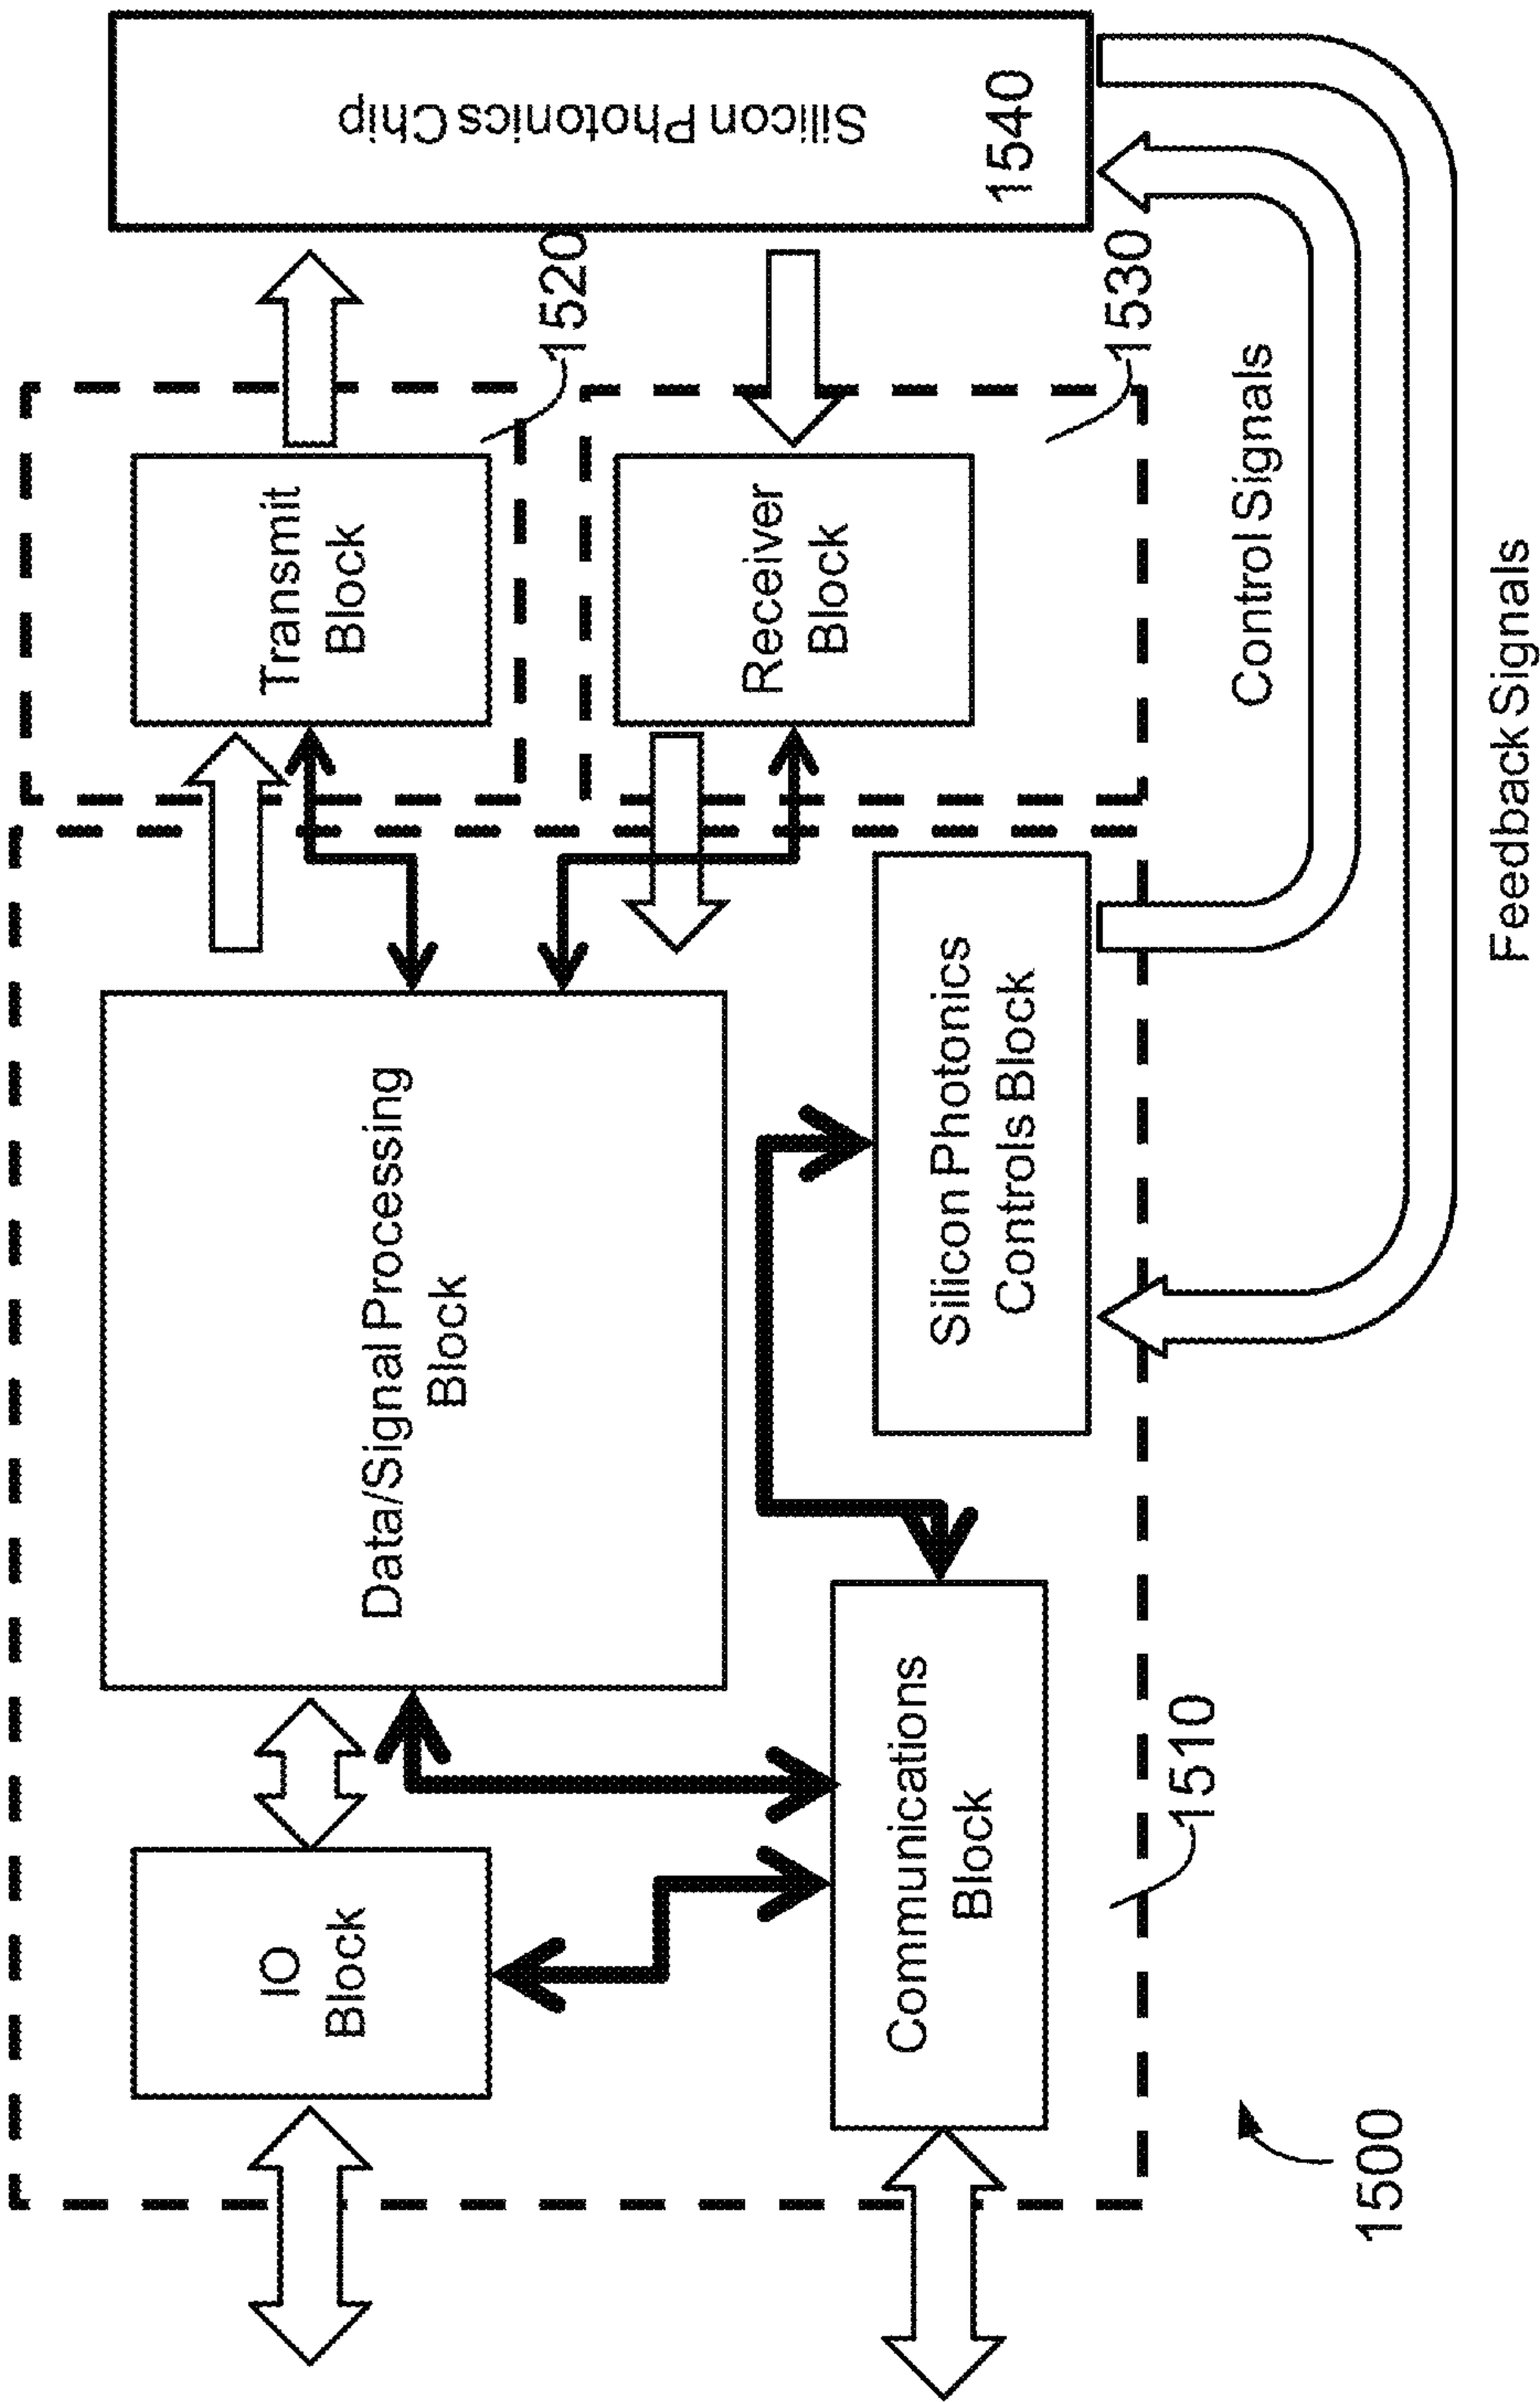 IO
Block
Data/Signal Processing
Block
Transmit
Block
1520
Silicon Photonics Chip
1540
Receiver
Block
1530
Communications
Block
Silicon Photonics
Controls Block
1510
Control Signals
Feedback Signals
1500